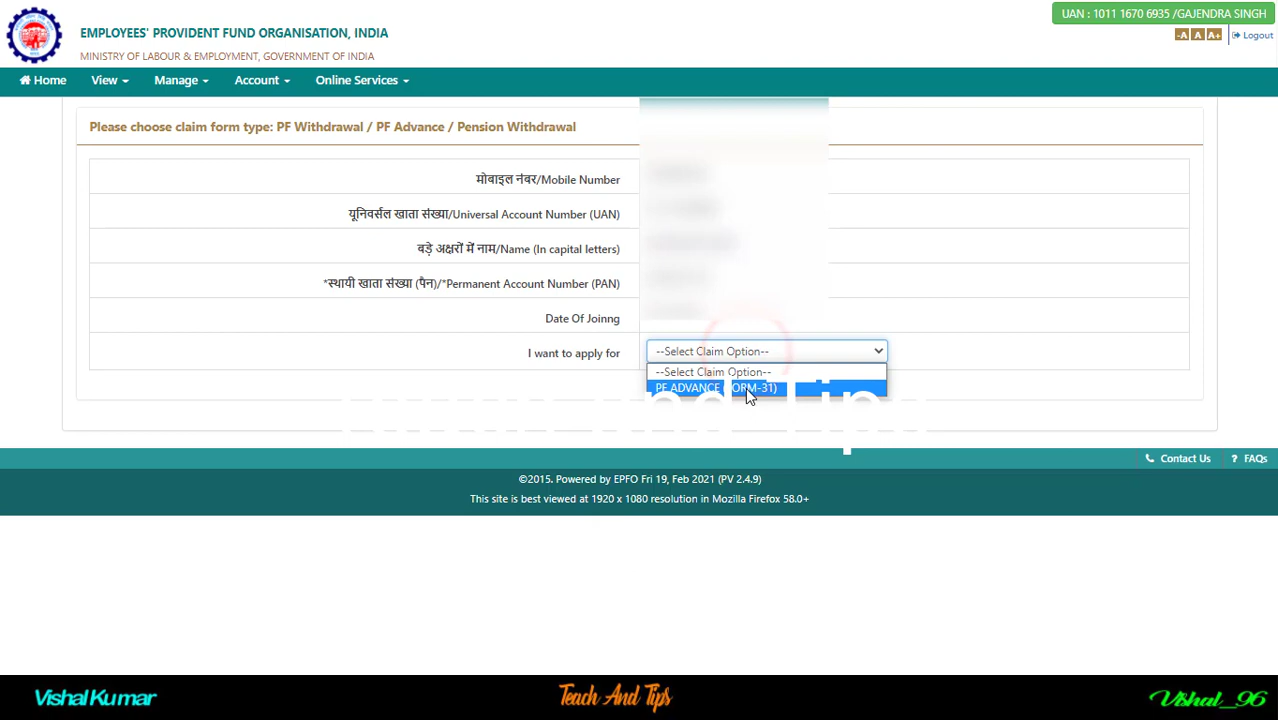 UAN : 1011 1670 6935 /GAJENDRA SINGH
EMPLOYEES' PROVIDENT FUND ORGANISATION, INDIA
MINISTRY OF LABOUR & EMPLOYMENT, GOVERNMENT OF INDIA
-A A A+ Logout
Home View Manage Account Online Services
Please choose claim form type: PF Withdrawal / PF Advance / Pension Withdrawal
मोबाइल नंबर/Mobile Number
यूनिवर्सल खाता संख्या/Universal Account Number (UAN)
बड़े अक्षरों में नाम/Name (In capital letters)
*स्थायी खाता संख्या (पैन)/*Permanent Account Number (PAN)
Date Of Joinng
I want to apply for --Select Claim Option--
--Select Claim Option--
PF ADVANCE (FORM-31)
Contact Us ? FAQs
©2015. Powered by EPFO Fri 19, Feb 2021 (PV 2.4.9)
This site is best viewed at 1920 x 1080 resolution in Mozilla Firefox 58.0+
Vishal Kumar Teach And Tips Vishal_96